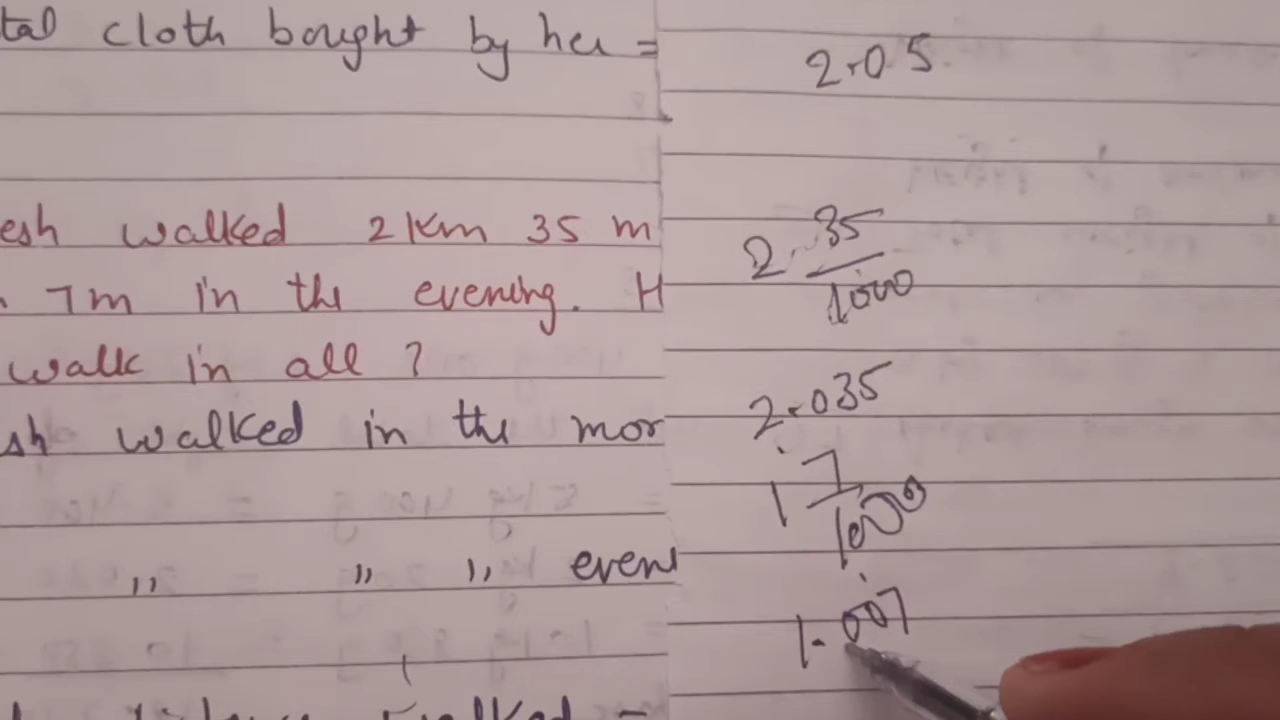 cloth bought by her =
esh walked 2 km 35 m
7m in the evening. H
walk in all ?
sh walked in the mor
,, ,, ,, even
2.05
2 35/1000
2.035
1 7/1000
1.007